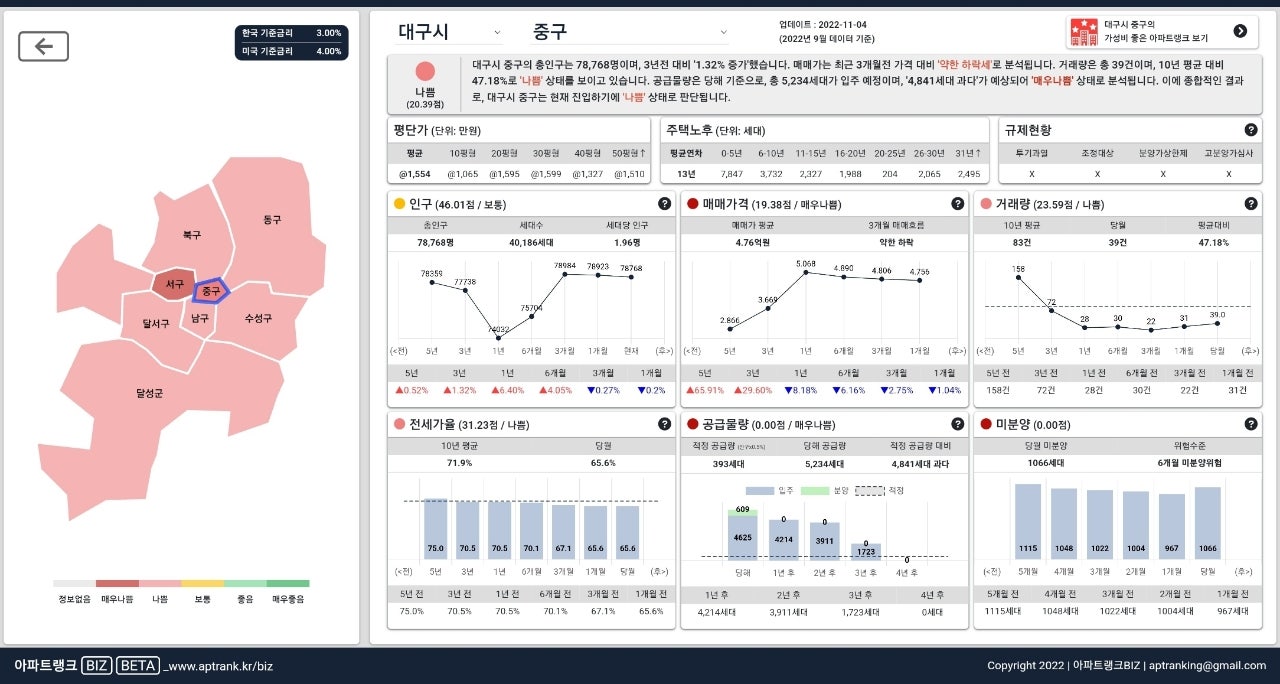 한국 기준금리 3.00%
미국 기준금리 4.00%
동구
북구
서구
중구
달서구
남구
수성구
달성군
정보없음 매우나쁨 나쁨 보통 좋음 매우좋음
대구시 중구
업데이트 : 2022-11-04
(2022년 9월 데이터 기준)
대구시 중구의
가성비 좋은 아파트랭크 보기
나쁨
(20.39점)
대구시 중구의 총인구는 78,768명이며, 3년전 대비 '1.32% 증가'했습니다. 매매가는 최근 3개월전 가격 대비 '약한 하락세'로 분석됩니다. 거래량은 총 39건이며, 10년 평균 대비
47.18%로 '나쁨' 상태를 보이고 있습니다. 공급물량은 당해 기준으로, 총 5,234세대가 입주 예정이며, '4,841세대 과다'가 예상되어 '매우나쁨' 상태로 분석됩니다. 이에 종합적인 결과
로, 대구시 중구는 현재 진입하기에 '나쁨' 상태로 판단됩니다.
평단가 (단위: 만원)
평균 10평형 20평형 30평형 40평형 50평형↑
@1,554 @1,065 @1,595 @1,599 @1,327 @1,510
주택노후 (단위: 세대)
평균연차 0-5년 6-10년 11-15년 16-20년 20-25년 26-30년 31년↑
13년 7,847 3,732 2,327 1,988 204 2,065 2,495
규제현황 ?
투기과열 조정대상 분양가상한제 고분양가심사
X X X X
인구 (46.01점 / 보통) ?
총인구 세대수 세대당 인구
78,768명 40,186세대 1.96명
78359 77738 74032 75704 78984 78923 78768
(<전) 5년 3년 1년 6개월 3개월 1개월 현재 (후>)
5년 3년 1년 6개월 3개월 1개월
▲0.52% ▲1.32% ▲6.40% ▲4.05% ▼0.27% ▼0.2%
매매가격 (19.38점 / 매우나쁨) ?
매매가 평균 3개월 매매흐름
4.76억원 약한 하락
2.866 3.669 5.068 4.890 4.806 4.756
(<전) 5년 3년 1년 6개월 3개월 1개월 (후>)
5년 3년 1년 6개월 3개월 1개월
▲65.91% ▲29.60% ▼8.18% ▼6.16% ▼2.75% ▼1.04%
거래량 (23.59점 / 나쁨) ?
10년 평균 당월 평균대비
83건 39건 47.18%
158 72 28 30 22 31 39.0
(<전) 5년 3년 1년 6개월 3개월 1개월 당월 (후>)
5년 전 3년 전 1년 전 6개월 전 3개월 전 1개월 전
158건 72건 28건 30건 22건 31건
전세가율 (31.23점 / 나쁨) ?
10년 평균 당월
71.9% 65.6%
75.0 70.5 70.5 70.1 67.1 65.6 65.6
(<전) 5년 3년 1년 6개월 3개월 1개월 당월 (후>)
5년 전 3년 전 1년 전 6개월 전 3개월 전 1개월 전
75.0% 70.5% 70.5% 70.1% 67.1% 65.6%
공급물량 (0.00점 / 매우나쁨) ?
적정 공급량 (인구x0.5%) 당해 공급량 적정 공급량 대비
393세대 5,234세대 4,841세대 과다
입주 분양 적정
609 0 0 0 0
4625 4214 3911 1723
당해 1년 후 2년 후 3년 후 4년 후
1년 후 2년 후 3년 후 4년 후
4,214세대 3,911세대 1,723세대 0세대
미분양 (0.00점) ?
당월 미분양 위험수준
1066세대 6개월 미분양위험
1115 1048 1022 1004 967 1066
(<전) 5개월 4개월 3개월 2개월 1개월 당월 (후>)
5개월 전 4개월 전 3개월 전 2개월 전 1개월 전
1115세대 1048세대 1022세대 1004세대 967세대
아파트랭크 BIZ BETA _www.aptrank.kr/biz
Copyright 2022 | 아파트랭크BIZ | aptranking@gmail.com